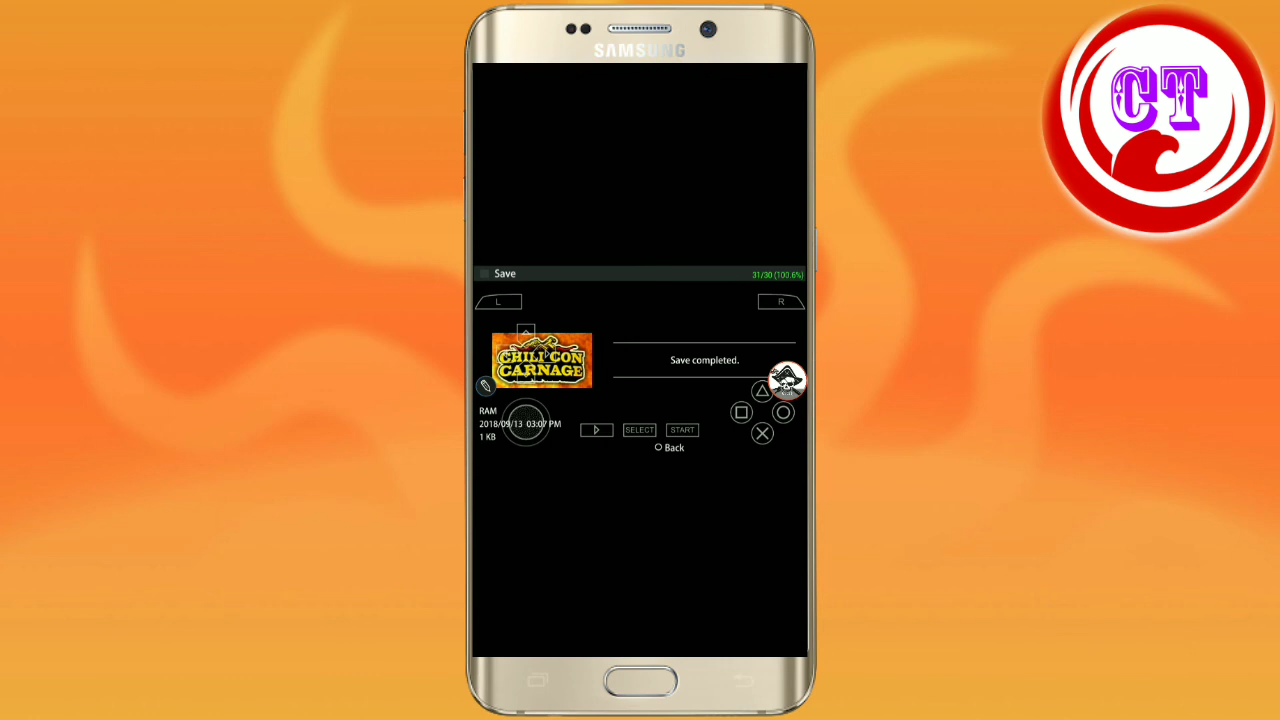 SAMSUNG
CT
Save
31/30 (100.6%)
L
R
CHILI CON
CARNAGE
Save completed.
RAM
2018/09/13 03:07 PM
1 KB
SELECT
START
Back